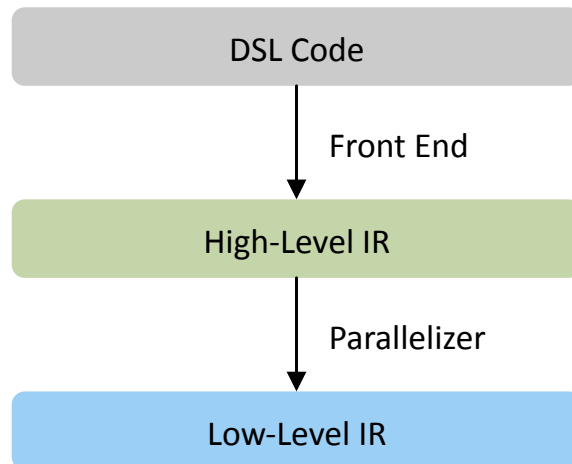 DSL Code
Front End
High-Level IR
Parallelizer
Low-Level IR